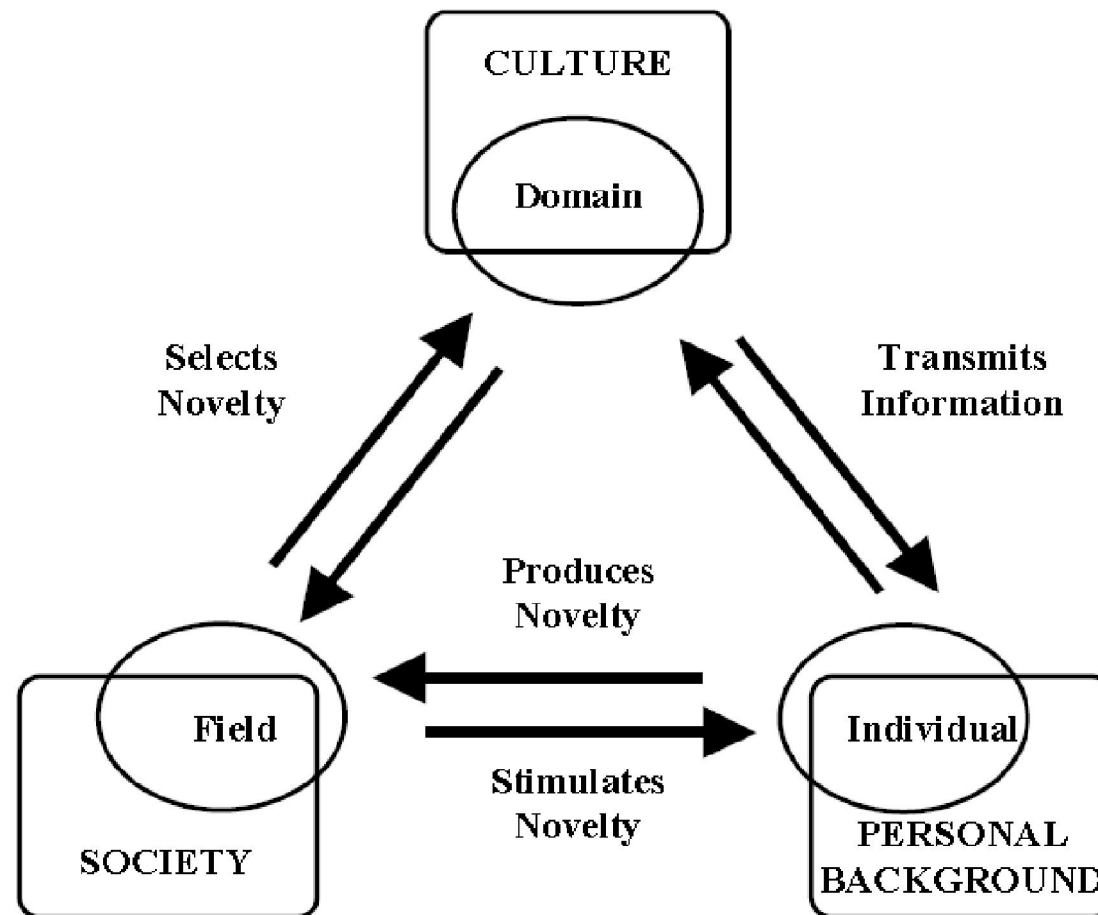 CULTURE
Domain
Selects
Novelty
Transmits
Information
Produces
Novelty
Field
Individual
Stimulates
Novelty
SOCIETY
PERSONAL
BACKGROUND